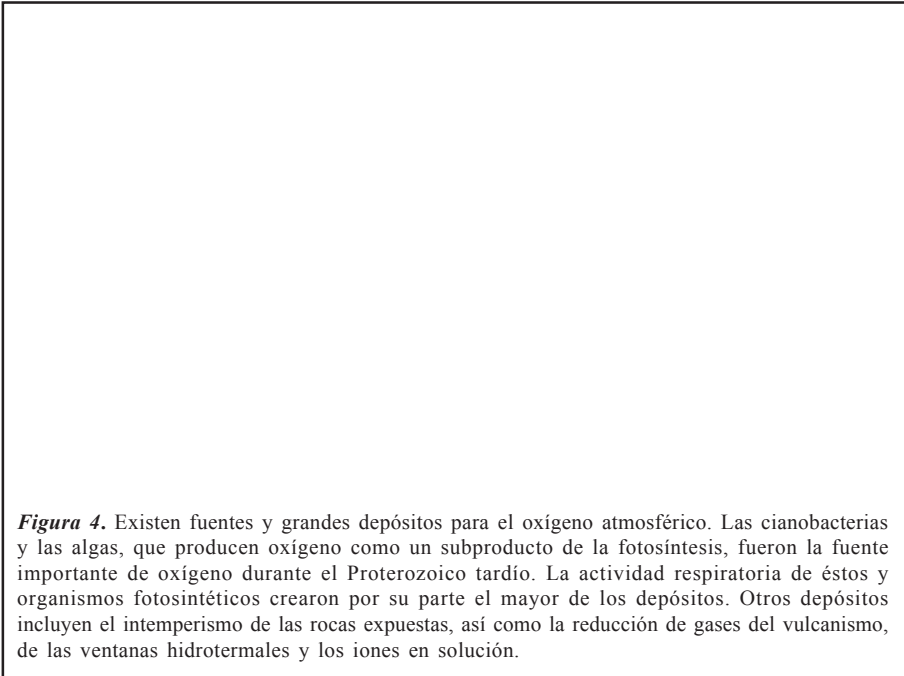 Figura 4. Existen fuentes y grandes depósitos para el oxígeno atmosférico. Las cianobacterias
y las algas, que producen oxígeno como un subproducto de la fotosíntesis, fueron la fuente
importante de oxígeno durante el Proterozoico tardío. La actividad respiratoria de éstos y
organismos fotosintéticos crearon por su parte el mayor de los depósitos. Otros depósitos
incluyen el intemperismo de las rocas expuestas, así como la reducción de gases del vulcanismo,
de las ventanas hidrotermales y los iones en solución.